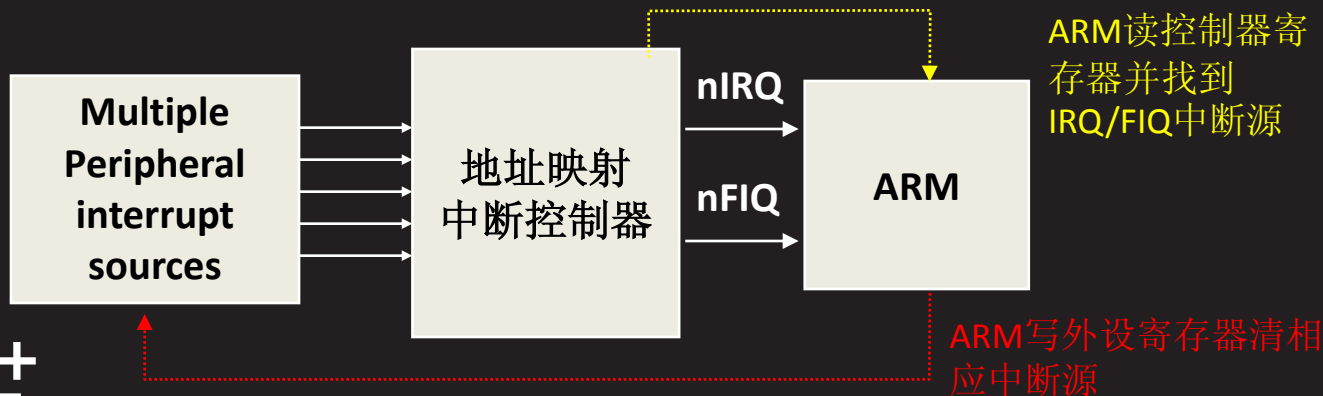 Multiple
Peripheral
interrupt
sources
地址映射
中断控制器
nIRQ
nFIQ
ARM
ARM读控制器寄
存器并找到
IRQ/FIQ中断源
ARM写外设寄存器清相
应中断源
+